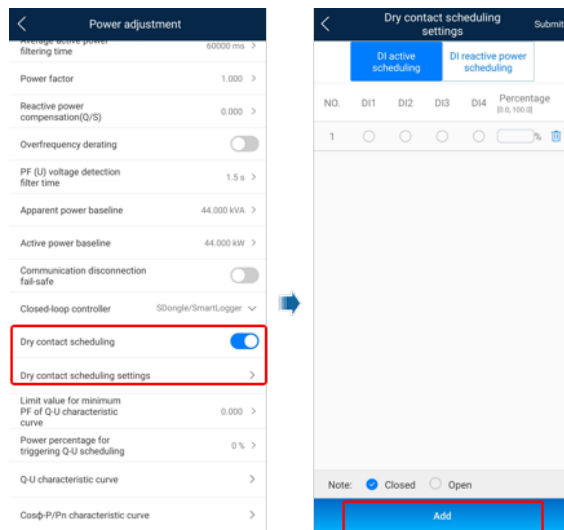 Power adjustment
Average active power
filtering time
60000 ms
Power factor
1.000
Reactive power
compensation(Q/S)
0.000
Overfrequency derating
PF (U) voltage detection
filter time
1.5 s
Apparent power baseline
44.000 kVA
Active power baseline
44.000 kW
Communication disconnection
fail-safe
Closed-loop controller
SDongle/SmartLogger
Dry contact scheduling
Dry contact scheduling settings
Limit value for minimum
PF of Q-U characteristic
curve
0.000
Power percentage for
triggering Q-U scheduling
0 %
Q-U characteristic curve
Cosф-P/Pn characteristic curve
Dry contact scheduling
settings
Submit
DI active
scheduling
DI reactive power
scheduling
NO. DI1 DI2 DI3 DI4 Percentage
[0.0, 100.0]
1 %
Note: Closed Open
Add